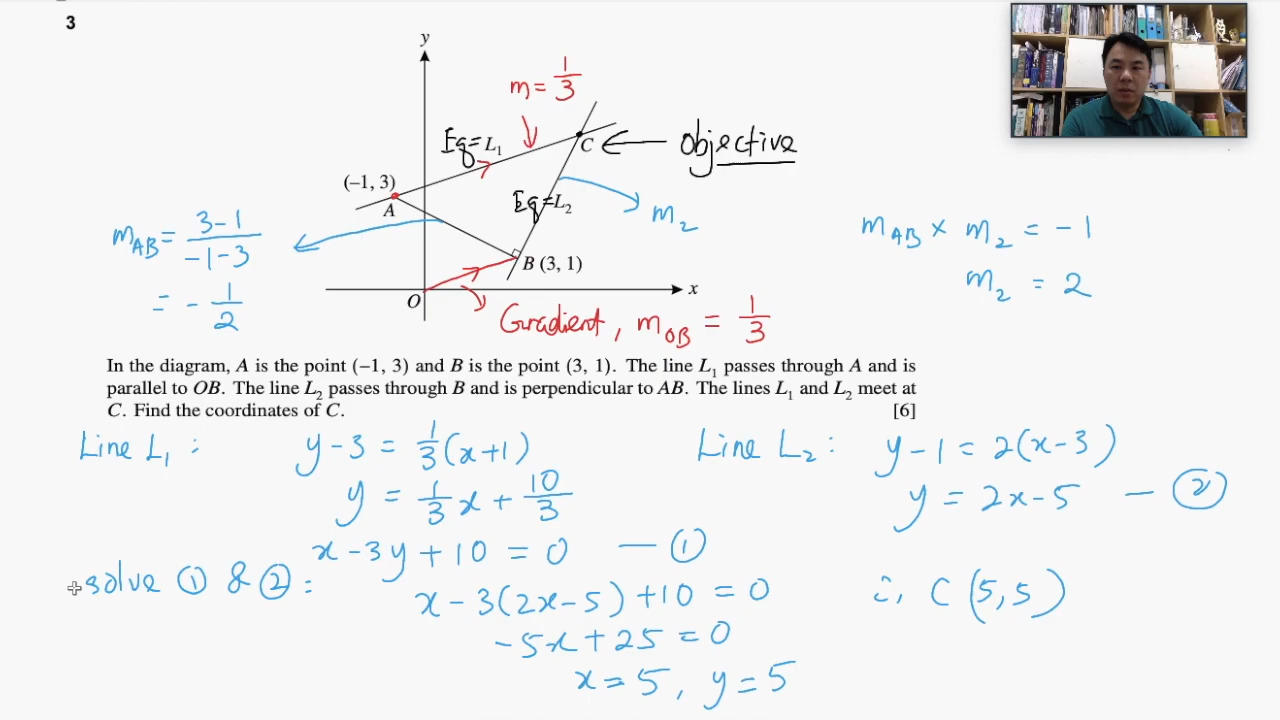 3
y
m = 1/3
Eq = L₁
C
Objective
(−1, 3)
A
Eq = L₂
m₂
m_AB = (3 − 1)/(−1 − 3)
= −1/2
m_AB × m₂ = −1
m₂ = 2
B (3, 1)
O
x
Gradient, m_OB = 1/3
In the diagram, A is the point (−1, 3) and B is the point (3, 1). The line L₁ passes through A and is
parallel to OB. The line L₂ passes through B and is perpendicular to AB. The lines L₁ and L₂ meet at
C. Find the coordinates of C. [6]
Line L₁ : y − 3 = 1/3 (x + 1)
y = 1/3 x + 10/3
x − 3y + 10 = 0 — ①
Line L₂ : y − 1 = 2(x − 3)
y = 2x − 5 — ②
solve ① & ② :
x − 3(2x − 5) + 10 = 0
−5x + 25 = 0
x = 5, y = 5
∴ C (5, 5)